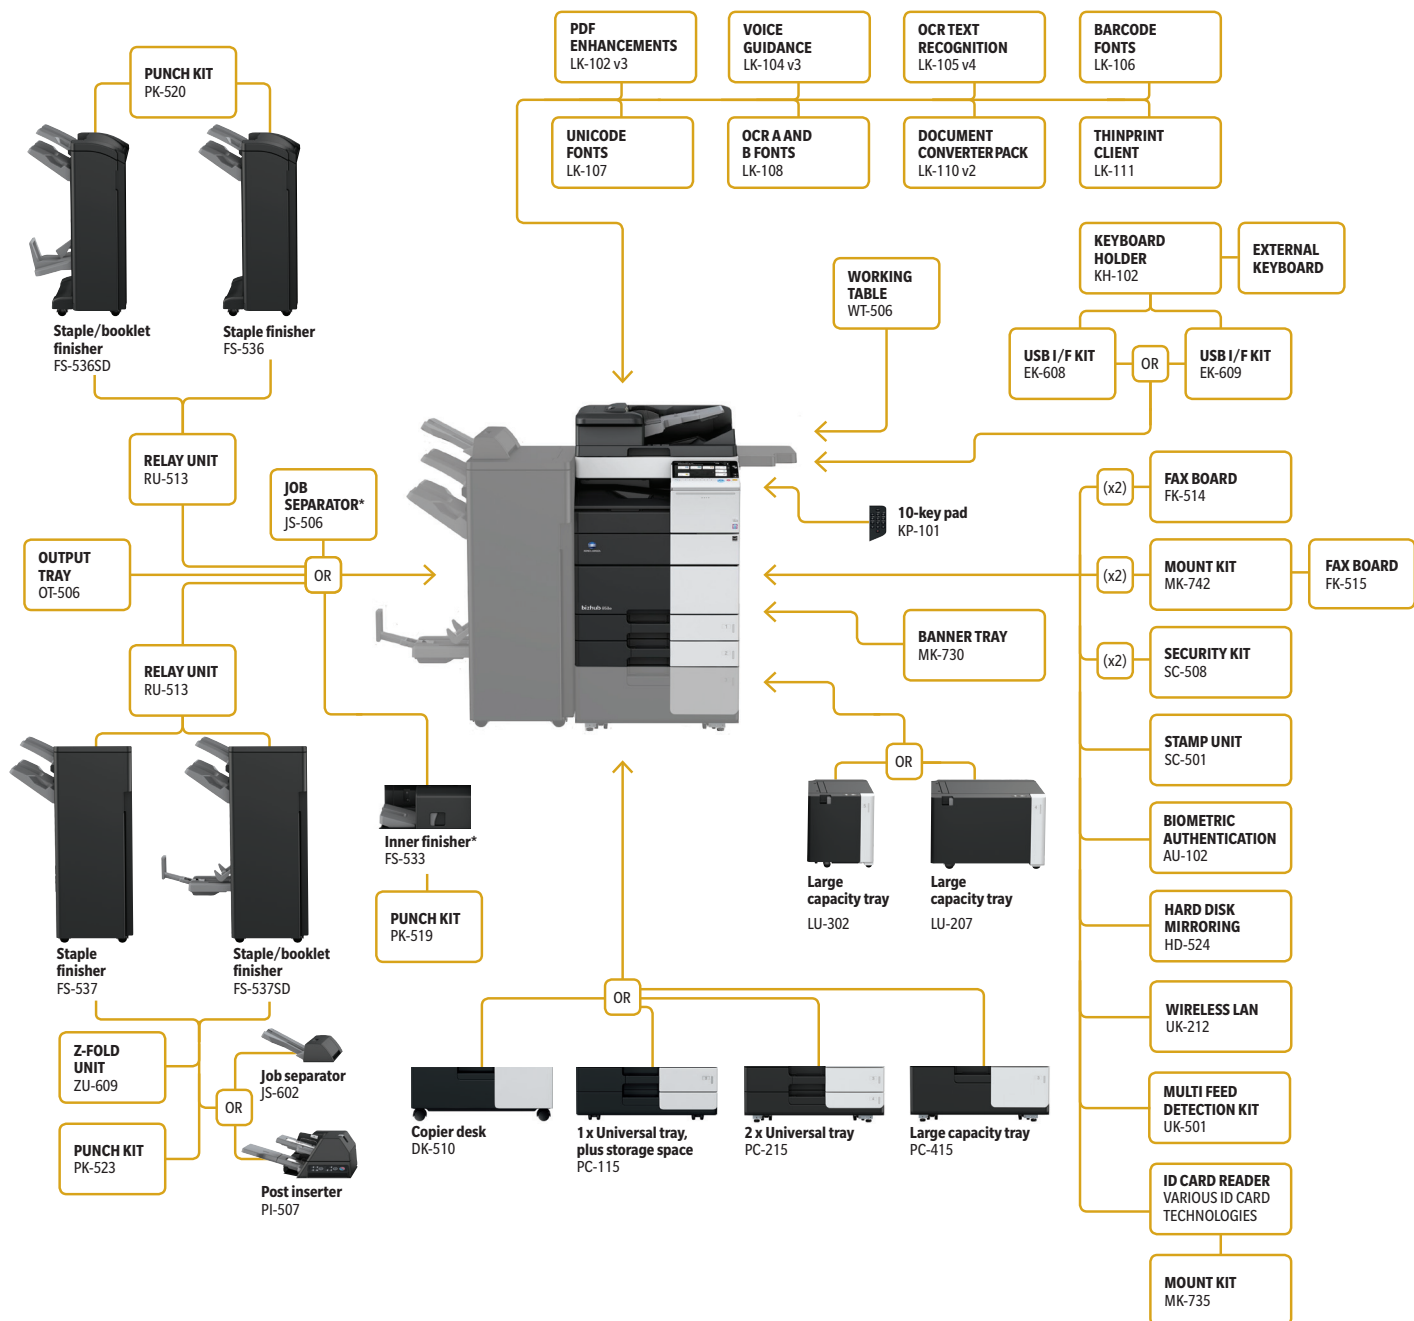 PDF
ENHANCEMENTS
LK-102 v3
VOICE
GUIDANCE
LK-104 v3
OCR TEXT
RECOGNITION
LK-105 v4
BARCODE
FONTS
LK-106
UNICODE
FONTS
LK-107
OCR A AND
B FONTS
LK-108
DOCUMENT
CONVERTER PACK
LK-110 v2
THINPRINT
CLIENT
LK-111
PUNCH KIT
PK-520
Staple/booklet
finisher
FS-536SD
Staple finisher
FS-536
RELAY UNIT
RU-513
JOB
SEPARATOR*
JS-506
OUTPUT
TRAY
OT-506
OR
RELAY UNIT
RU-513
Staple
finisher
FS-537
Staple/booklet
finisher
FS-537SD
Inner finisher*
FS-533
PUNCH KIT
PK-519
Z-FOLD
UNIT
ZU-609
PUNCH KIT
PK-523
OR
Job separator
JS-602
Post inserter
PI-507
bizhub
WORKING
TABLE
WT-506
KEYBOARD
HOLDER
KH-102
EXTERNAL
KEYBOARD
USB I/F KIT
EK-608
OR
USB I/F KIT
EK-609
10-key pad
KP-101
BANNER TRAY
MK-730
OR
Large
capacity tray
LU-302
Large
capacity tray
LU-207
OR
Copier desk
DK-510
1 x Universal tray,
plus storage space
PC-115
2 x Universal tray
PC-215
Large capacity tray
PC-415
(x2)
FAX BOARD
FK-514
(x2)
MOUNT KIT
MK-742
FAX BOARD
FK-515
(x2)
SECURITY KIT
SC-508
STAMP UNIT
SC-501
BIOMETRIC
AUTHENTICATION
AU-102
HARD DISK
MIRRORING
HD-524
WIRELESS LAN
UK-212
MULTI FEED
DETECTION KIT
UK-501
ID CARD READER
VARIOUS ID CARD
TECHNOLOGIES
MOUNT KIT
MK-735